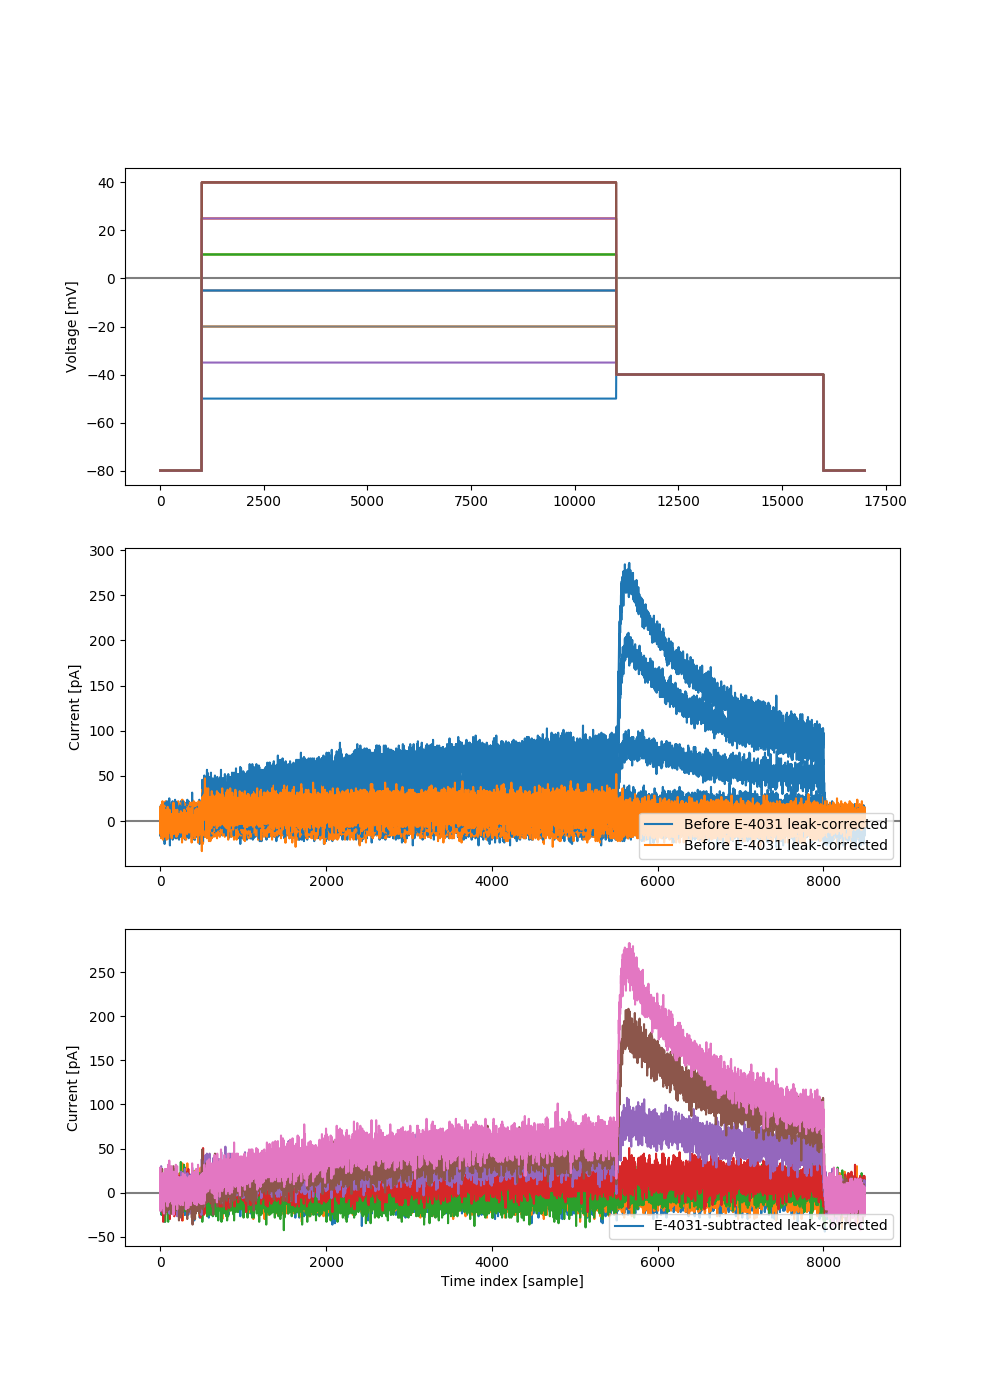 40
20
0
−20
−40
−60
−80
Voltage [mV]
0 2500 5000 7500 10000 12500 15000 17500
300
250
200
150
100
50
0
Current [pA]
Before E-4031 leak-corrected
Before E-4031 leak-corrected
0 2000 4000 6000 8000
250
200
150
100
50
0
−50
Current [pA]
E-4031-subtracted leak-corrected
0 2000 4000 6000 8000
Time index [sample]